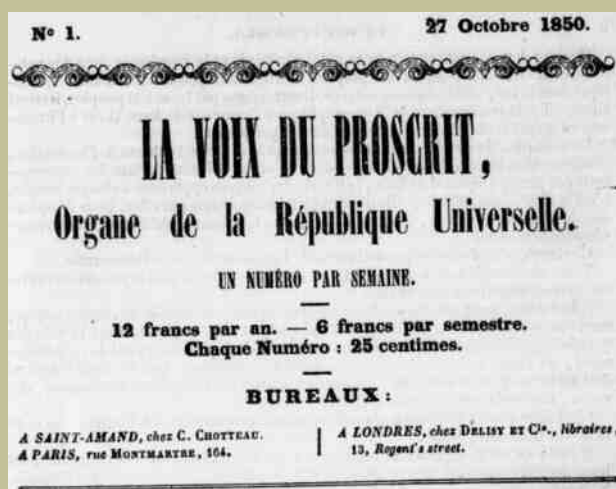 No 1.
27 Octobre 1850.
LA VOIX DU PROSCRIT,
Organe de la République Universelle.
UN NUMÉRO PAR SEMAINE.
12 francs par an. — 6 francs par semestre.
Chaque Numéro : 25 centimes.
BUREAUX :
A SAINT-AMAND, chez C. CHOTTEAU.
A PARIS, rue MONTMARTRE, 164.
A LONDRES, chez DELISY ET Cie., libraires,
13, Regent's street.